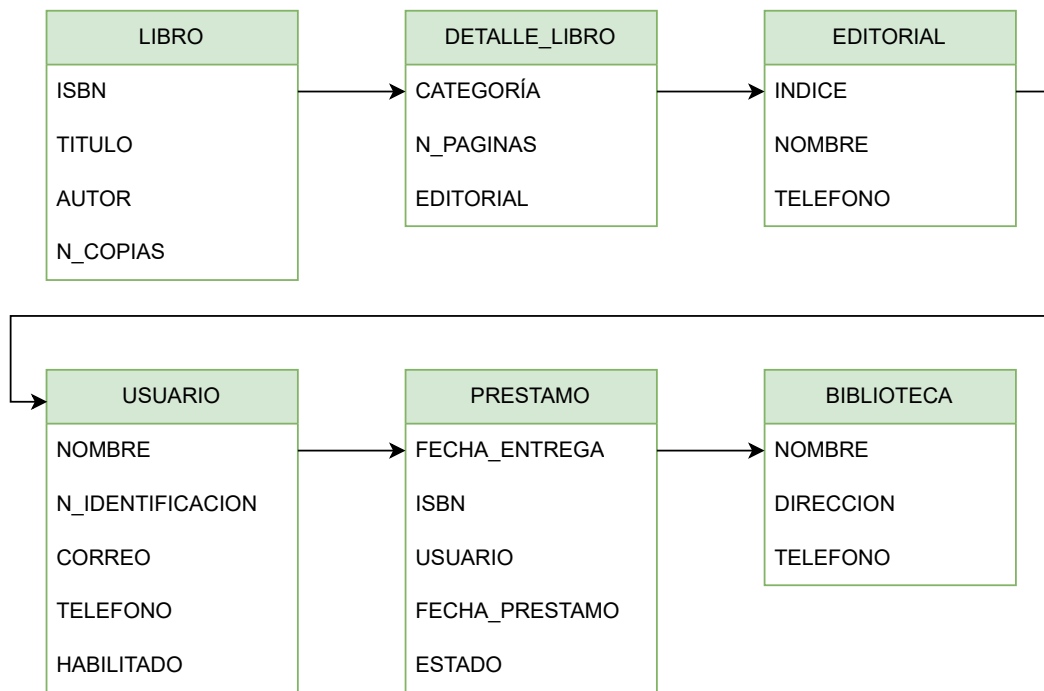 LIBRO
ISBN
TITULO
AUTOR
N_COPIAS
DETALLE_LIBRO
CATEGORÍA
N_PAGINAS
EDITORIAL
EDITORIAL
INDICE
NOMBRE
TELEFONO
USUARIO
NOMBRE
N_IDENTIFICACION
CORREO
TELEFONO
HABILITADO
PRESTAMO
FECHA_ENTREGA
ISBN
USUARIO
FECHA_PRESTAMO
ESTADO
BIBLIOTECA
NOMBRE
DIRECCION
TELEFONO